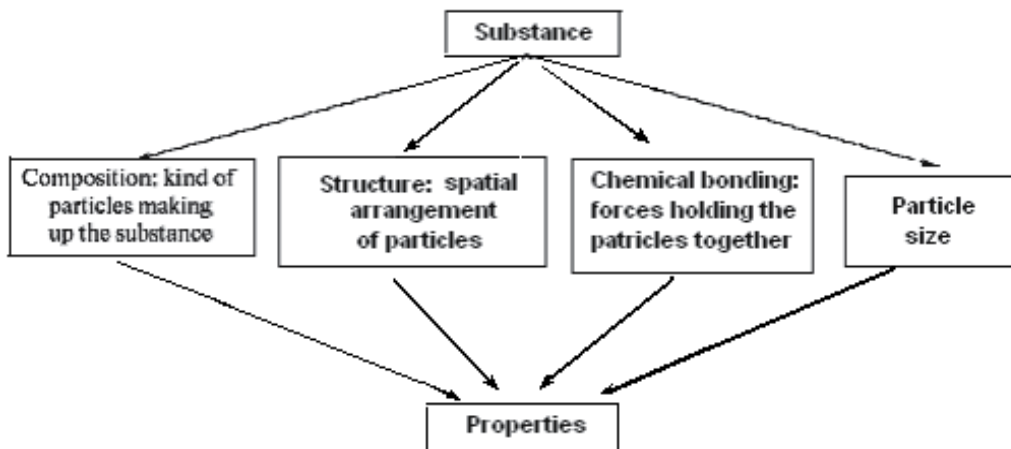 Substance
Composition: kind of
particles making
up the substance
Structure: spatial
arrangement
of particles
Chemical bonding:
forces holding the
patricles together
Particle
size
Properties